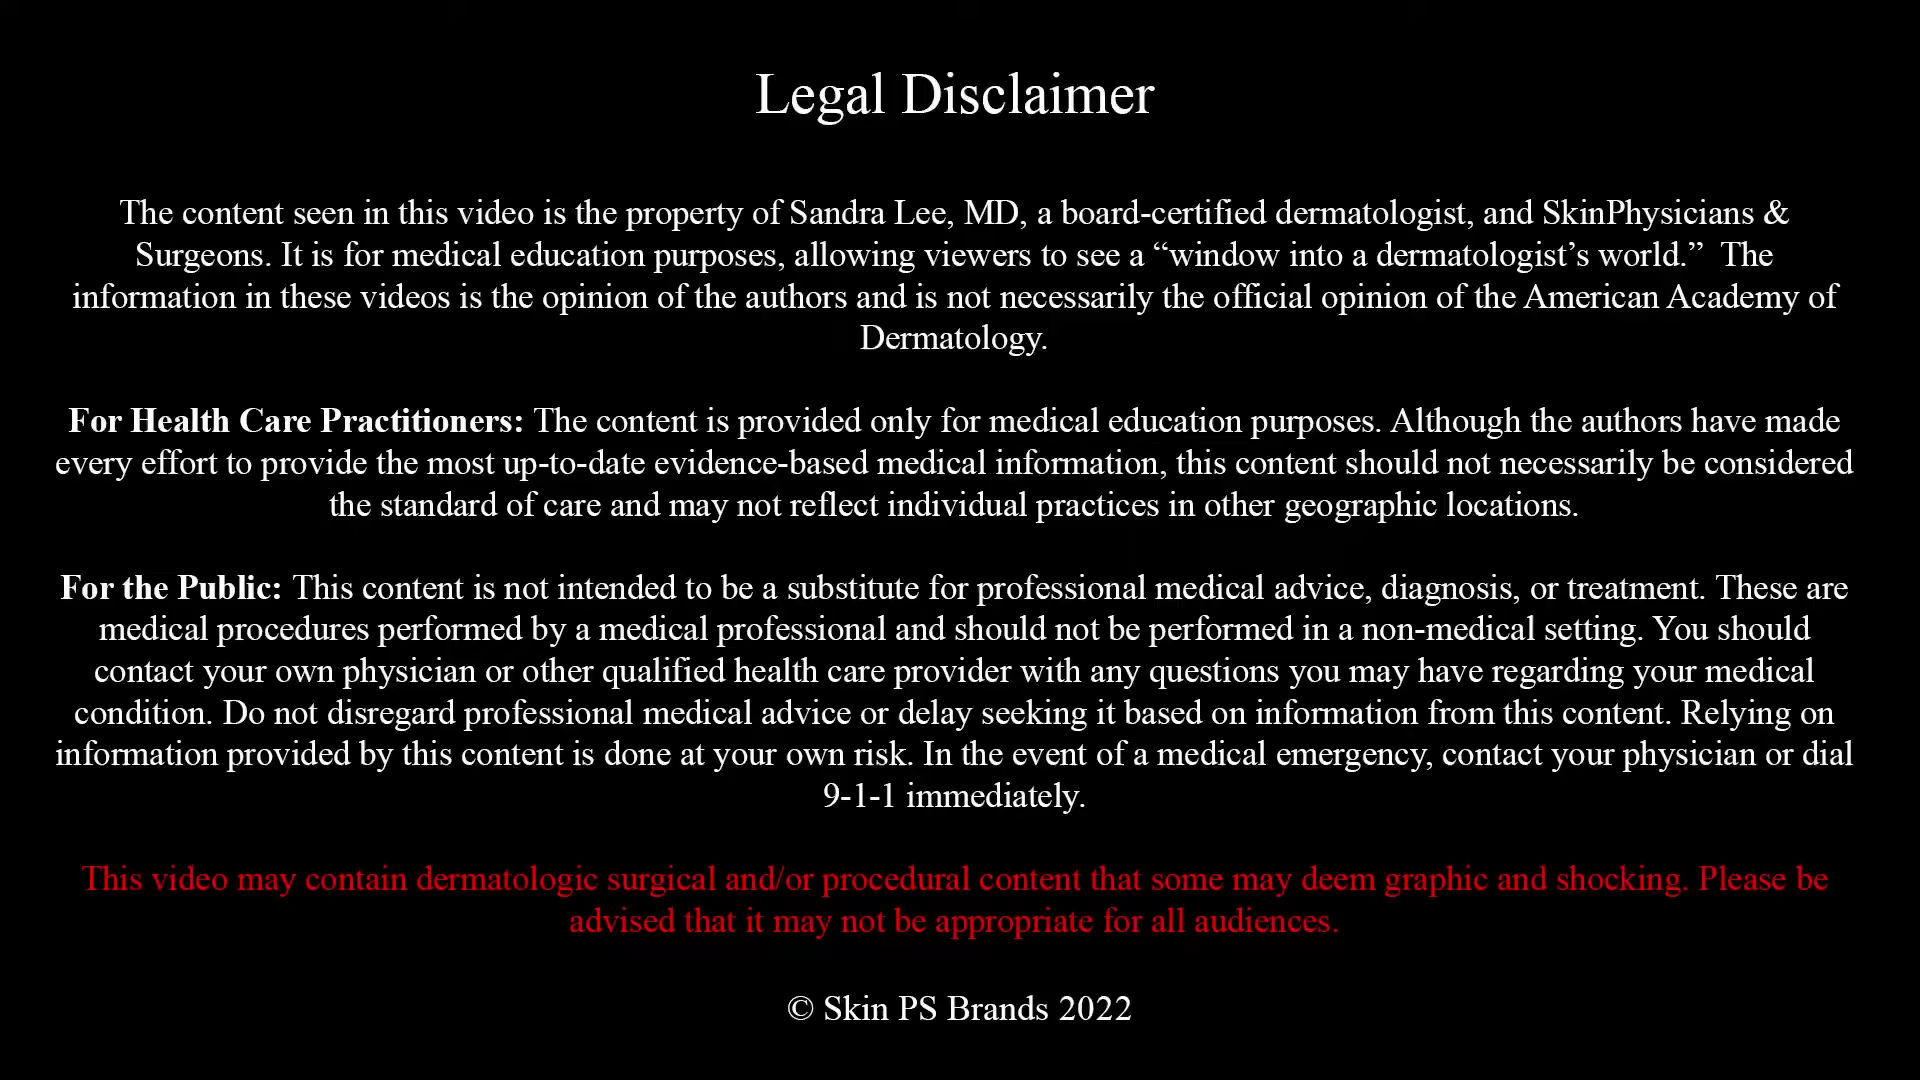 Legal Disclaimer
The content seen in this video is the property of Sandra Lee, MD, a board-certified dermatologist, and SkinPhysicians &
Surgeons. It is for medical education purposes, allowing viewers to see a “window into a dermatologist’s world.”  The
information in these videos is the opinion of the authors and is not necessarily the official opinion of the American Academy of
Dermatology.
For Health Care Practitioners: The content is provided only for medical education purposes. Although the authors have made
every effort to provide the most up-to-date evidence-based medical information, this content should not necessarily be considered
the standard of care and may not reflect individual practices in other geographic locations.
For the Public: This content is not intended to be a substitute for professional medical advice, diagnosis, or treatment. These are
medical procedures performed by a medical professional and should not be performed in a non-medical setting. You should
contact your own physician or other qualified health care provider with any questions you may have regarding your medical
condition. Do not disregard professional medical advice or delay seeking it based on information from this content. Relying on
information provided by this content is done at your own risk. In the event of a medical emergency, contact your physician or dial
9-1-1 immediately.
This video may contain dermatologic surgical and/or procedural content that some may deem graphic and shocking. Please be
advised that it may not be appropriate for all audiences.
© Skin PS Brands 2022